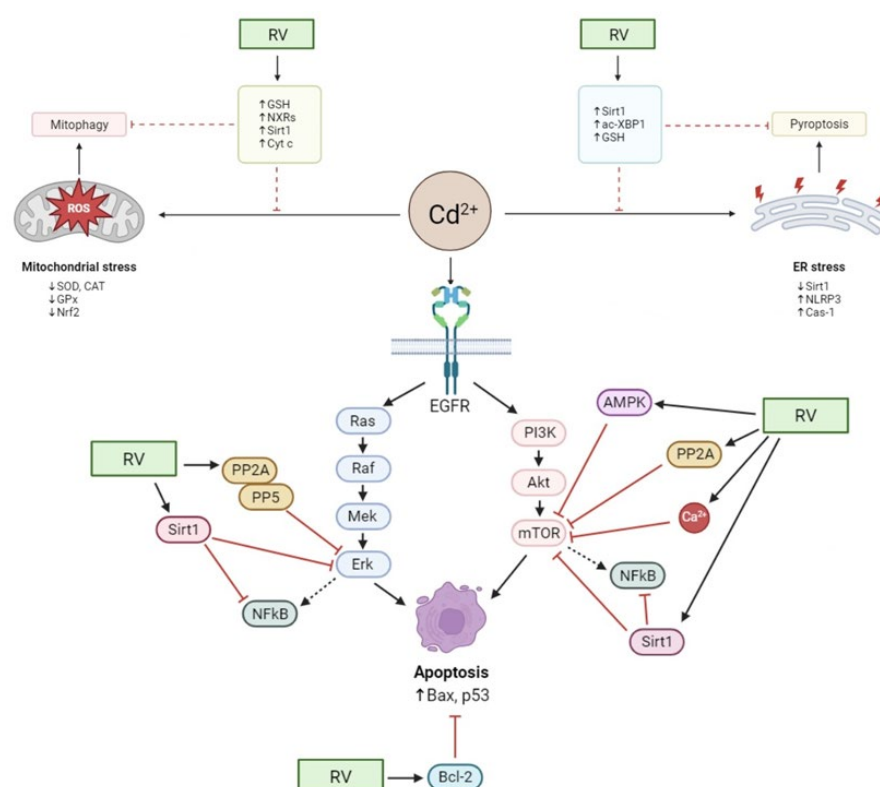 RV
RV
↑GSH
↑NXRs
↑Sirt1
↑Cyt c
↑Sirt1
↑ac-XBP1
↑GSH
Mitophagy
Pyroptosis
ROS
Cd²⁺
Mitochondrial stress
↓SOD, CAT
↓GPx
↓Nrf2
ER stress
↓Sirt1
↑NLRP3
↑Cas-1
EGFR
Ras
Raf
Mek
Erk
PI3K
Akt
mTOR
AMPK
RV
PP2A
Ca²⁺
NFkB
Sirt1
RV
PP2A
PP5
Sirt1
NFkB
Apoptosis
↑Bax, p53
RV
Bcl-2